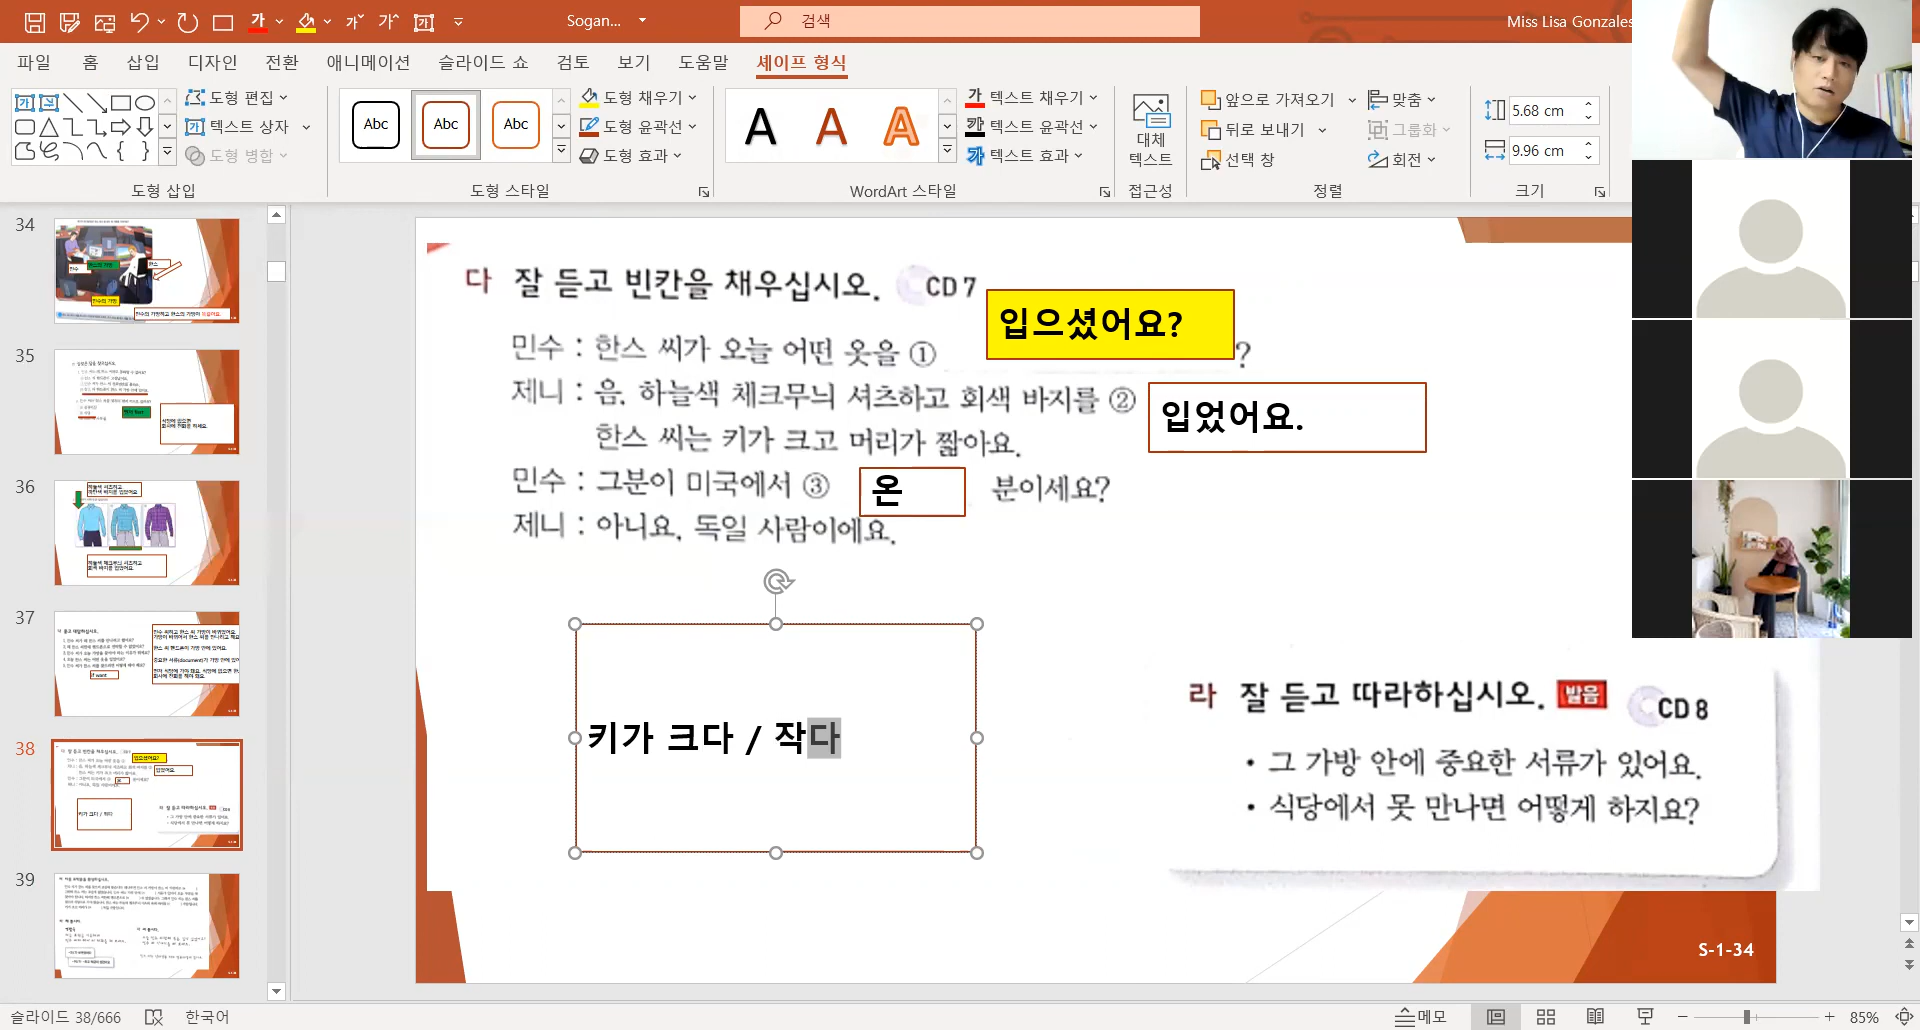 Sogan...
검색
Miss Lisa Gonzales
파일 홈 삽입 디자인 전환 애니메이션 슬라이드 쇼 검토 보기 도움말 셰이프 형식
도형 편집
텍스트 상자
도형 병합
도형 삽입
Abc Abc Abc
도형 채우기
도형 윤곽선
도형 효과
도형 스타일
A A A
텍스트 채우기
텍스트 윤곽선
텍스트 효과
WordArt 스타일
대체
텍스트
접근성
앞으로 가져오기
뒤로 보내기
선택 창
맞춤
그룹화
회전
정렬
5.68 cm
9.96 cm
크기
34
35
36
37
38
39
다 잘 듣고 빈칸을 채우십시오. CD 7
민수 : 한스 씨가 오늘 어떤 옷을 ① 입으셨어요? ?
제니 : 음, 하늘색 체크무늬 셔츠하고 회색 바지를 ② 입었어요.
한스 씨는 키가 크고 머리가 짧아요.
민수 : 그분이 미국에서 ③ 온 분이세요?
제니 : 아니요, 독일 사람이에요.
키가 크다 / 작다
라 잘 듣고 따라하십시오. 발음 CD 8
• 그 가방 안에 중요한 서류가 있어요.
• 식당에서 못 만나면 어떻게 하지요?
S-1-34
슬라이드 38/666 한국어 메모 85%